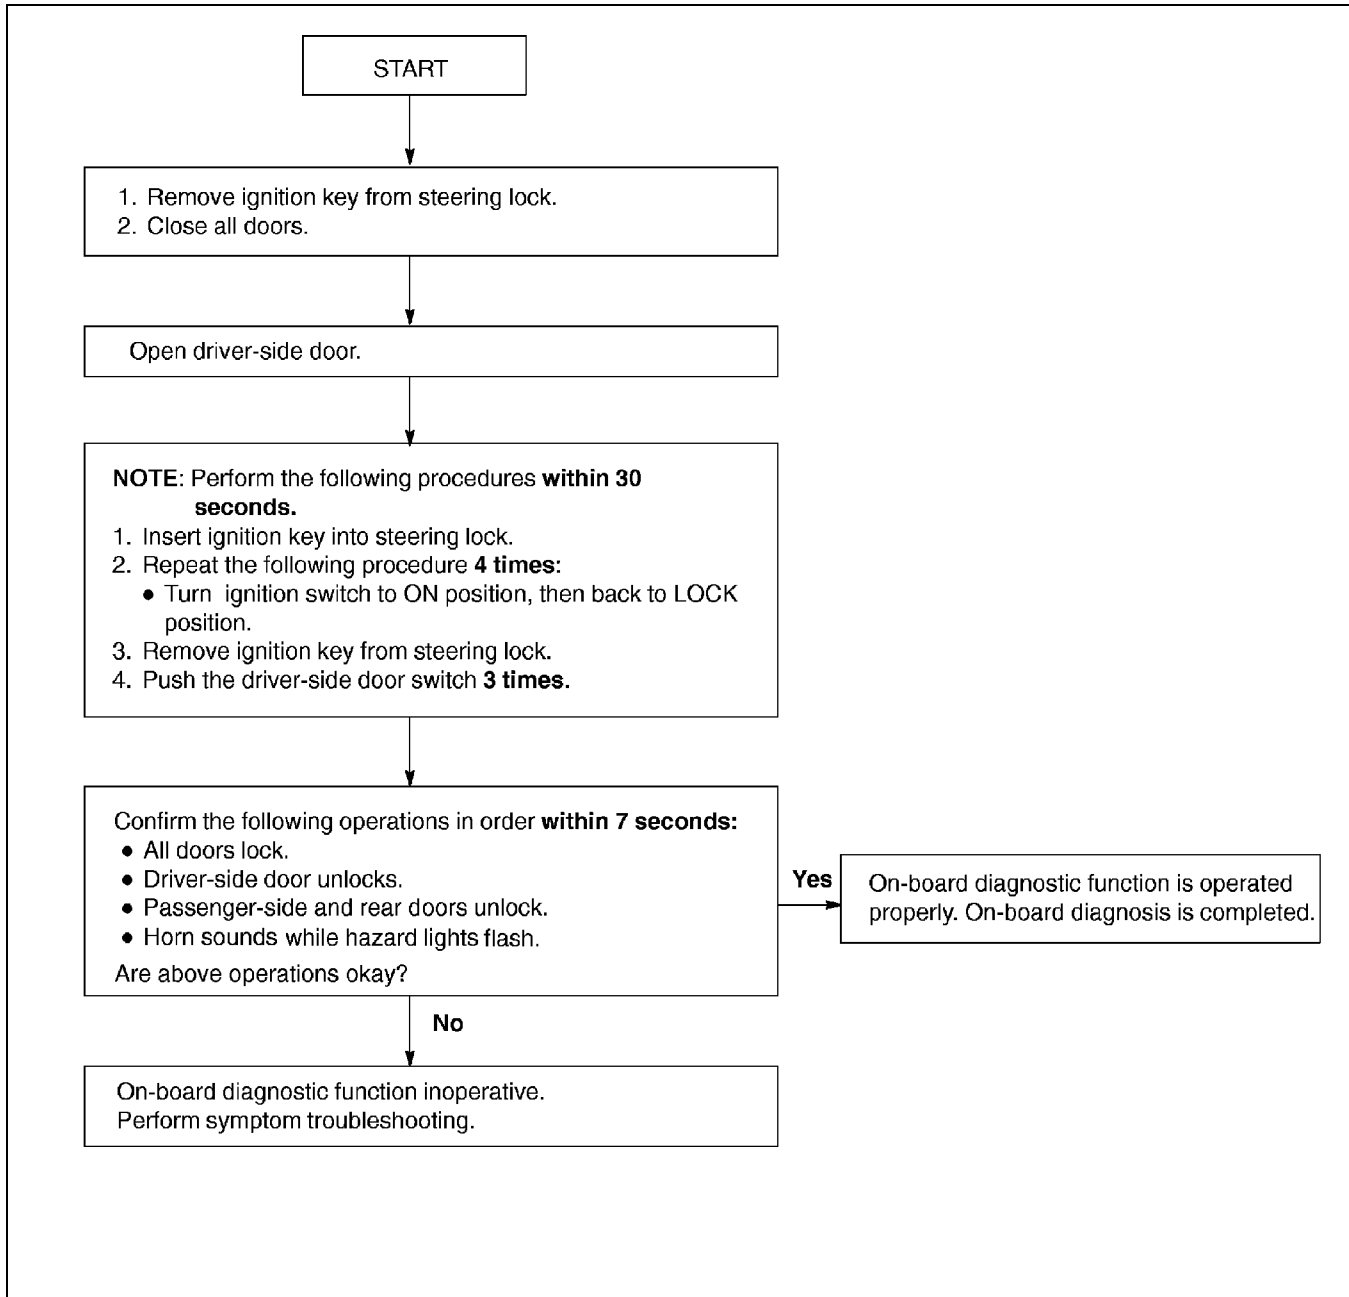 START
1. Remove ignition key from steering lock.
2. Close all doors.
Open driver-side door.
NOTE: Perform the following procedures within 30
seconds.
1. Insert ignition key into steering lock.
2. Repeat the following procedure 4 times:
● Turn ignition switch to ON position, then back to LOCK
position.
3. Remove ignition key from steering lock.
4. Push the driver-side door switch 3 times.
Confirm the following operations in order within 7 seconds:
● All doors lock.
● Driver-side door unlocks.
● Passenger-side and rear doors unlock.
● Horn sounds while hazard lights flash.
Are above operations okay?
Yes
On-board diagnostic function is operated
properly. On-board diagnosis is completed.
No
On-board diagnostic function inoperative.
Perform symptom troubleshooting.